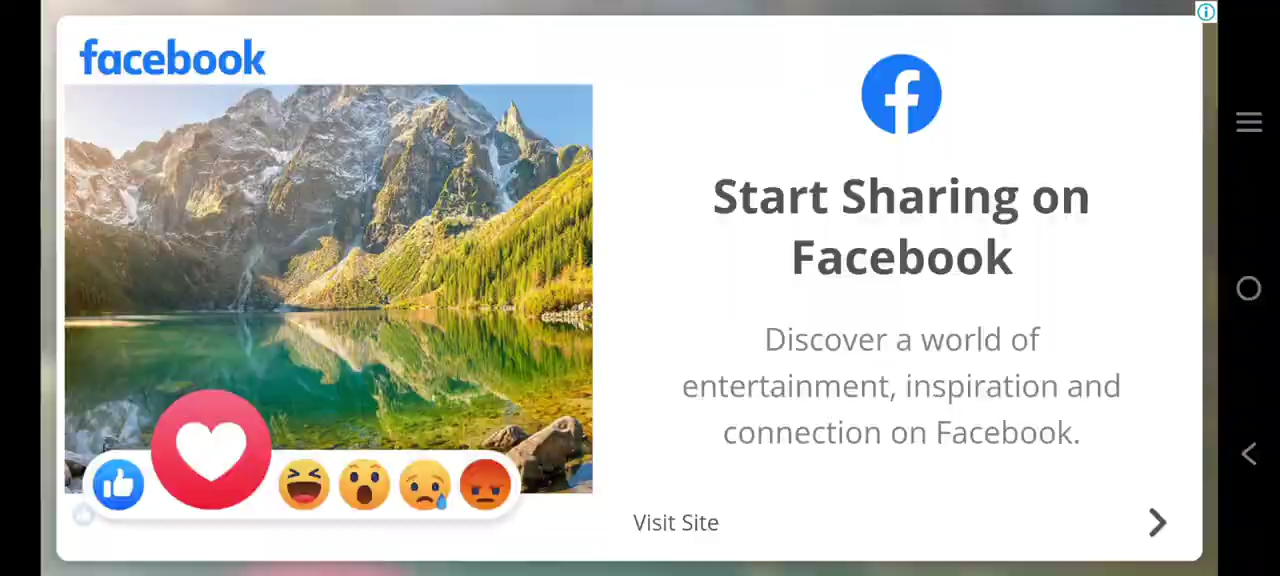 facebook
Start Sharing on
Facebook
Discover a world of
entertainment, inspiration and
connection on Facebook.
Visit Site